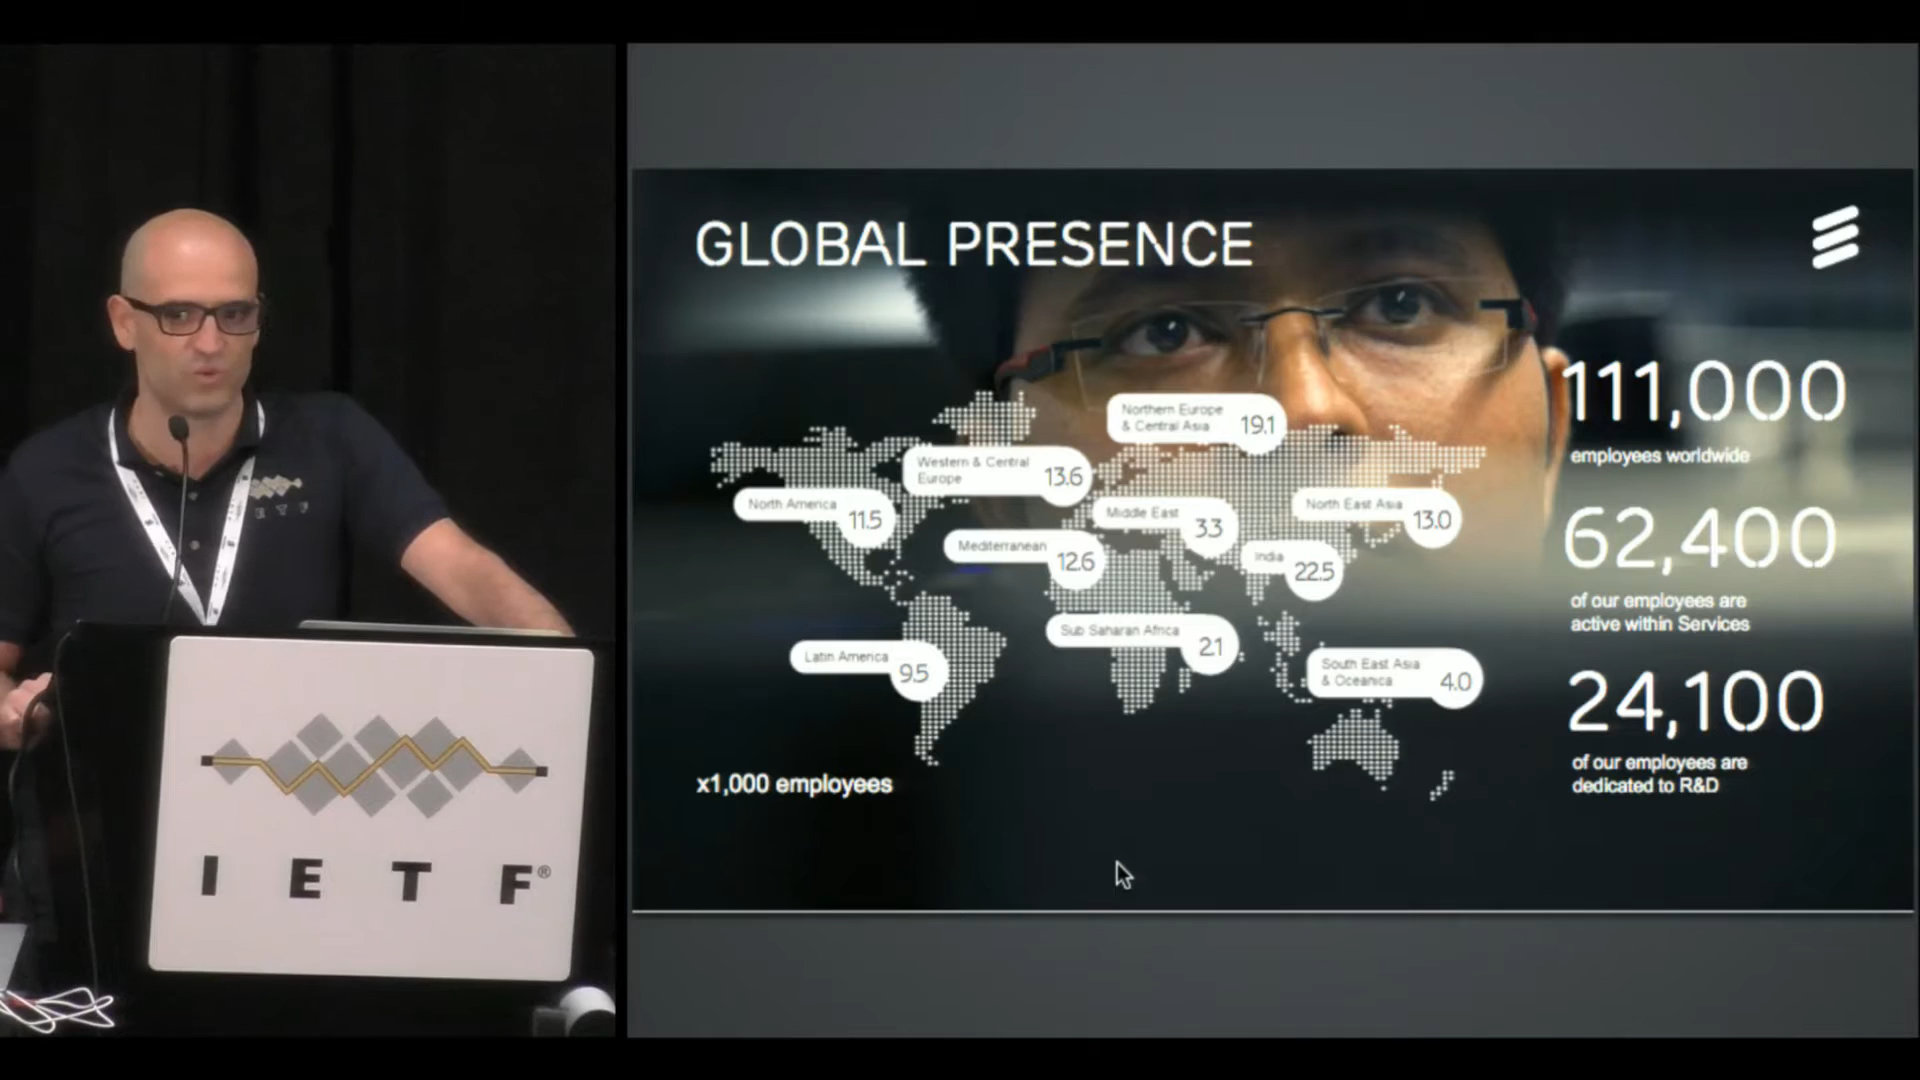 GLOBAL PRESENCE
Northern Europe
& Central Asia
19.1
Western & Central
Europe
13.6
North America
11.5
Middle East
3.3
North East Asia
13.0
Mediterranean
12.6
India
22.5
Sub Saharan Africa
2.1
Latin America
9.5
South East Asia
& Oceanica
4.0
x1,000 employees
111,000
employees worldwide
62,400
of our employees are
active within Services
24,100
of our employees are
dedicated to R&D
I E T F
I E T F®